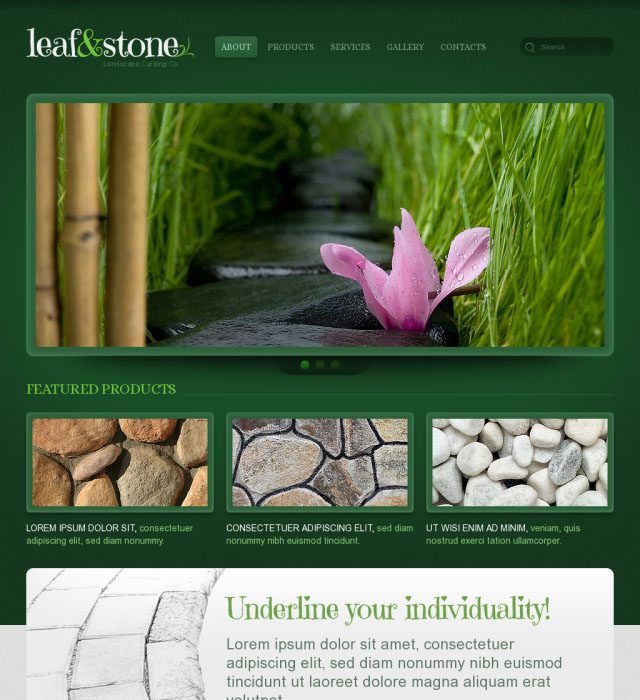 leaf&stone
Landscape Curbing Co.
ABOUT PRODUCTS SERVICES GALLERY CONTACTS Search
FEATURED PRODUCTS
LOREM IPSUM DOLOR SIT, consectetuer
adipiscing elit, sed diam nonummy.
CONSECTETUER ADIPISCING ELIT, sed diam
nonummy nibh euismod tincidunt.
UT WISI ENIM AD MINIM, veniam, quis
nostrud exerci tation ullamcorper.
Underline your individuality!
Lorem ipsum dolor sit amet, consectetuer
adipiscing elit, sed diam nonummy nibh euismod
tincidunt ut laoreet dolore magna aliquam erat
volutpat